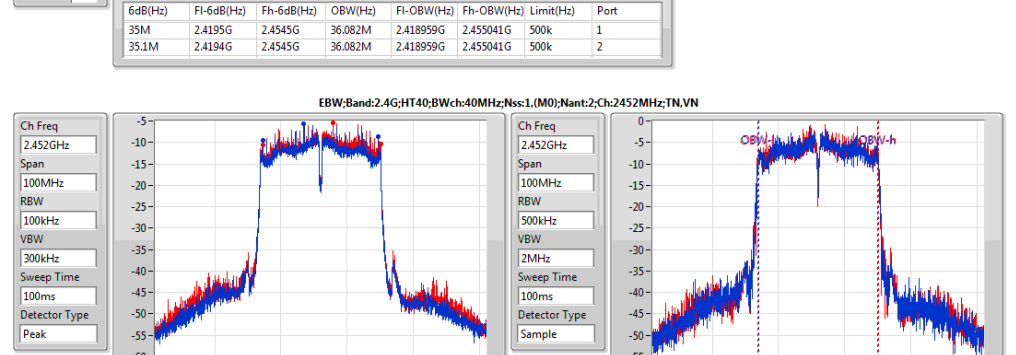 6dB(Hz) Fl-6dB(Hz) Fh-6dB(Hz) OBW(Hz) Fl-OBW(Hz) Fh-OBW(Hz) Limit(Hz) Port
35M 2.4195G 2.4545G 36.082M 2.418959G 2.455041G 500k 1
35.1M 2.4194G 2.4545G 36.082M 2.418959G 2.455041G 500k 2
EBW;Band:2.4G;HT40;BWch:40MHz;Nss:1,(M0);Nant:2;Ch:2452MHz;TN,VN
Ch Freq
2.452GHz
Span
100MHz
RBW
100kHz
VBW
300kHz
Sweep Time
100ms
Detector Type
Peak
-5
-10
-15
-20
-25
-30
-35
-40
-45
-50
-55
Ch Freq
2.452GHz
Span
100MHz
RBW
500kHz
VBW
2MHz
Sweep Time
100ms
Detector Type
Sample
0
-5
-10
-15
-20
-25
-30
-35
-40
-45
-50
OBW-h